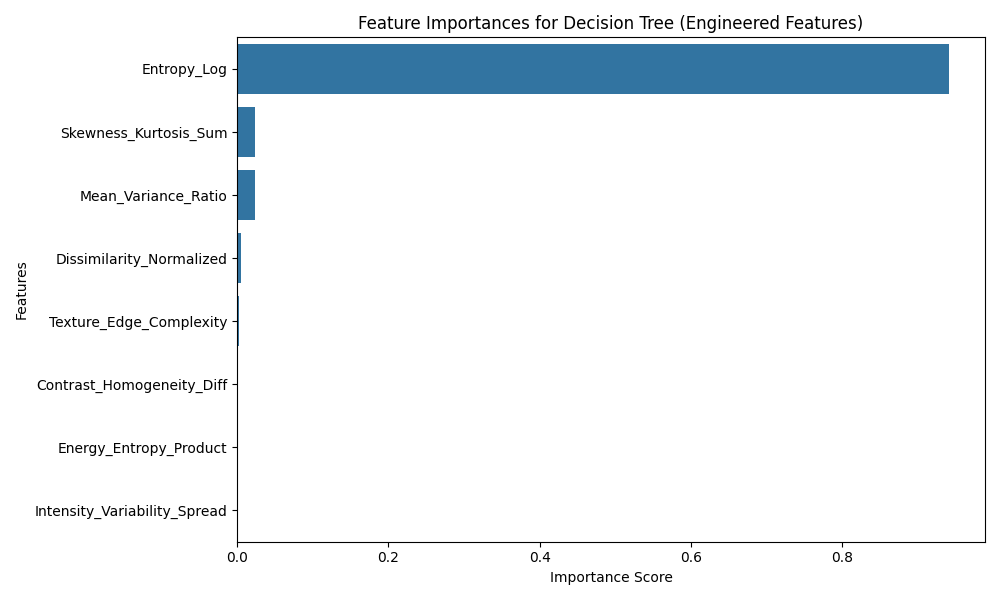 Feature Importances for Decision Tree (Engineered Features)
Features
Entropy_Log
Skewness_Kurtosis_Sum
Mean_Variance_Ratio
Dissimilarity_Normalized
Texture_Edge_Complexity
Contrast_Homogeneity_Diff
Energy_Entropy_Product
Intensity_Variability_Spread
0.0 0.2 0.4 0.6 0.8
Importance Score